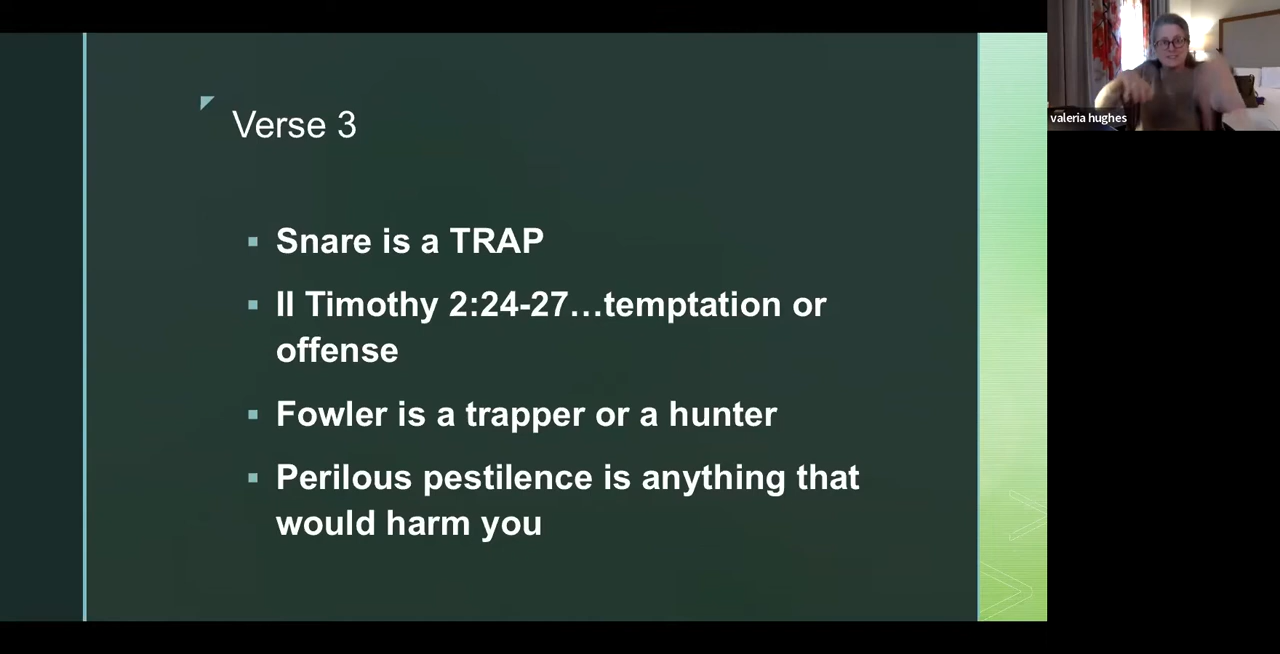 Verse 3
Snare is a TRAP
II Timothy 2:24-27…temptation or
offense
Fowler is a trapper or a hunter
Perilous pestilence is anything that
would harm you
valeria hughes